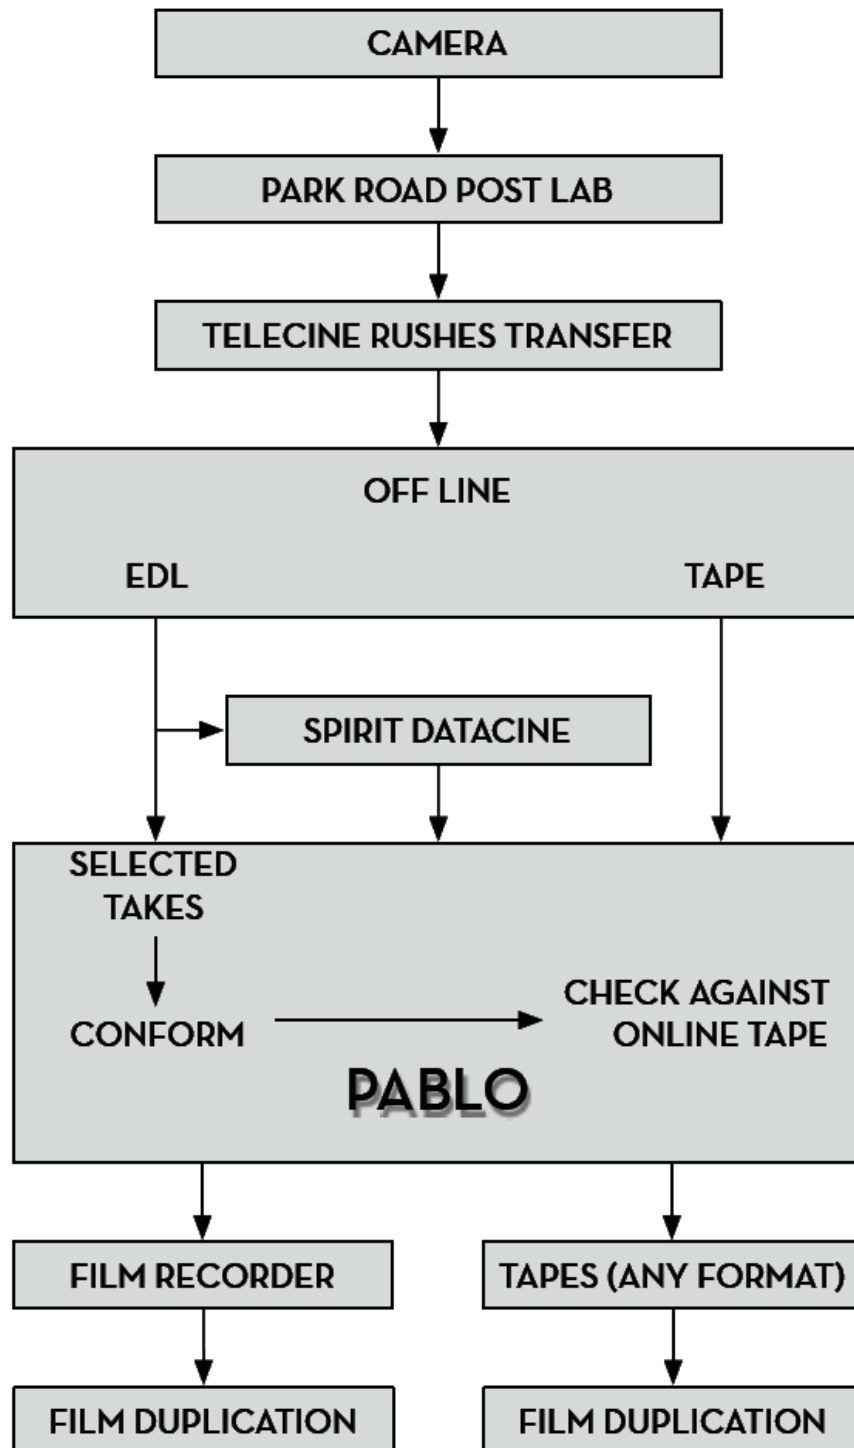 CAMERA
PARK ROAD POST LAB
TELECINE RUSHES TRANSFER
OFF LINE
EDL
TAPE
SPIRIT DATACINE
SELECTED
TAKES
CONFORM
CHECK AGAINST
ONLINE TAPE
PABLO
FILM RECORDER
TAPES (ANY FORMAT)
FILM DUPLICATION
FILM DUPLICATION